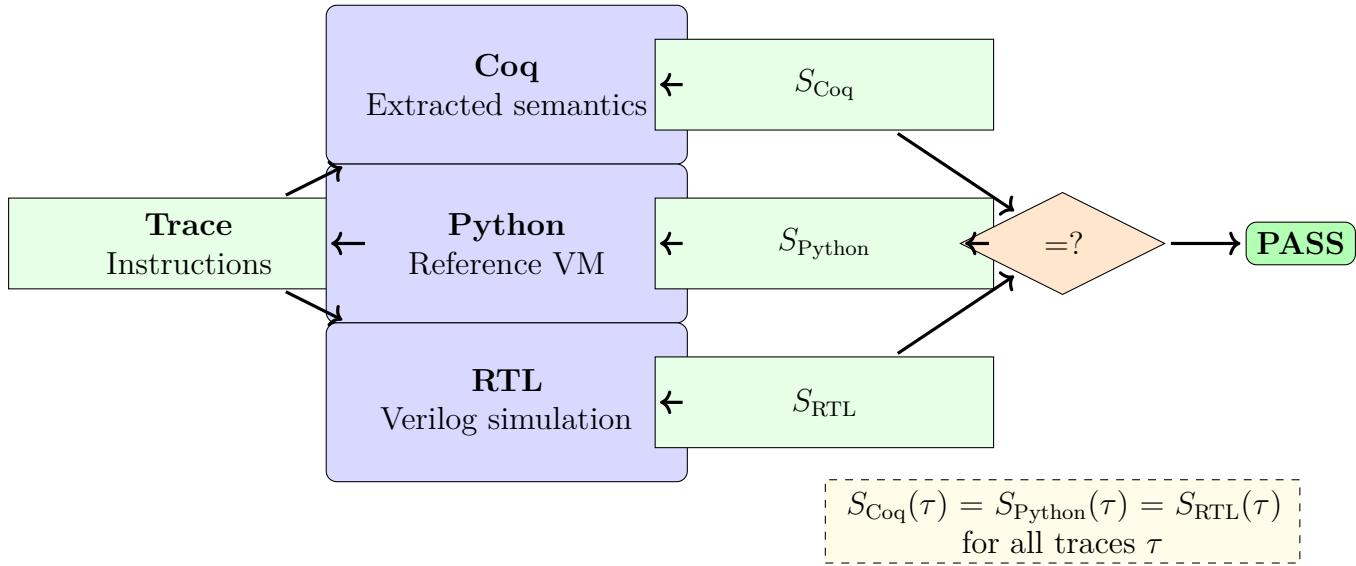 Coq
Extracted semantics
S_Coq
Trace
Instructions
Python
Reference VM
S_Python
=?
PASS
RTL
Verilog simulation
S_RTL
S_Coq(τ) = S_Python(τ) = S_RTL(τ)
for all traces τ